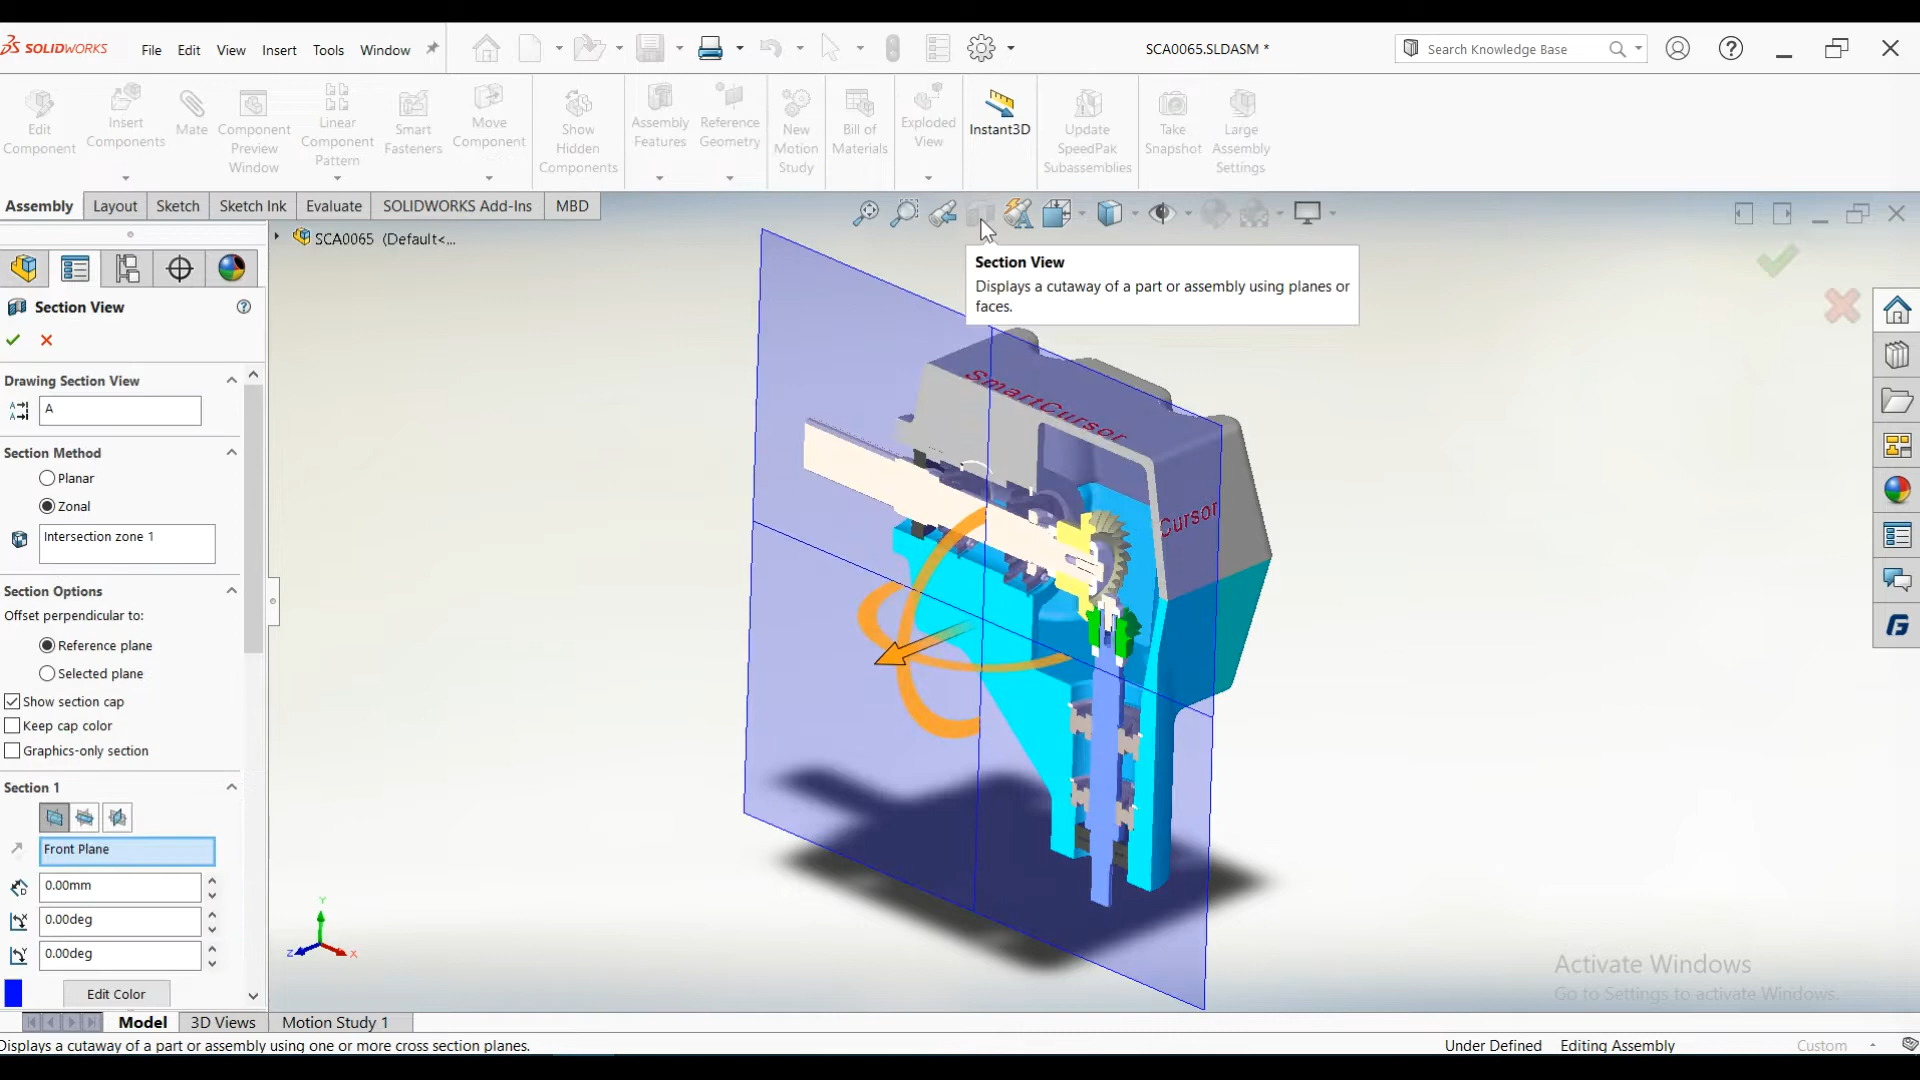 SOLIDWORKS File Edit View Insert Tools Window SCA0065.SLDASM * Search Knowledge Base
Edit Component
Insert Components
Mate
Component Preview Window
Linear Component Pattern
Smart Fasteners
Move Component
Show Hidden Components
Assembly Features
Reference Geometry
New Motion Study
Bill of Materials
Exploded View
Instant3D
Update SpeedPak Subassemblies
Take Snapshot
Large Assembly Settings
Assembly Layout Sketch Sketch Ink Evaluate SOLIDWORKS Add-Ins MBD
SCA0065 (Default<...
Section View
Displays a cutaway of a part or assembly using planes or
faces.
Section View
Drawing Section View
A
Section Method
Planar
Zonal
Intersection zone 1
Section Options
Offset perpendicular to:
Reference plane
Selected plane
Show section cap
Keep cap color
Graphics-only section
Section 1
Front Plane
0.00mm
0.00deg
0.00deg
Edit Color
SmartCursor
Cursor
Y
Z
X
Activate Windows
Go to Settings to activate Windows.
Model 3D Views Motion Study 1
Displays a cutaway of a part or assembly using one or more cross section planes. Under Defined Editing Assembly Custom